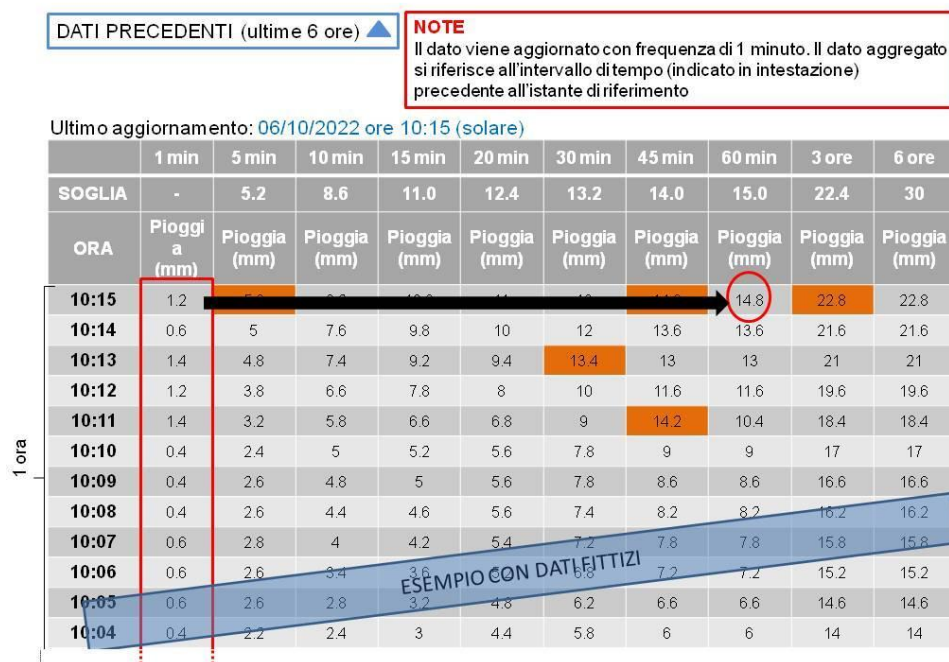 DATI PRECEDENTI (ultime 6 ore)
NOTE
Il dato viene aggiornato con frequenza di 1 minuto. Il dato aggregato
si riferisce all'intervallo di tempo (indicato in intestazione)
precedente all'istante di riferimento
Ultimo aggiornamento: 06/10/2022 ore 10:15 (solare)
1 min 5 min 10 min 15 min 20 min 30 min 45 min 60 min 3 ore 6 ore
SOGLIA - 5.2 8.6 11.0 12.4 13.2 14.0 15.0 22.4 30
ORA Pioggia (mm) Pioggia (mm) Pioggia (mm) Pioggia (mm) Pioggia (mm) Pioggia (mm) Pioggia (mm) Pioggia (mm) Pioggia (mm) Pioggia (mm)
10:15 1.2 14.8 22.8 22.8
10:14 0.6 5 7.6 9.8 10 12 13.6 13.6 21.6 21.6
10:13 1.4 4.8 7.4 9.2 9.4 13.4 13 13 21 21
10:12 1.2 3.8 6.6 7.8 8 10 11.6 11.6 19.6 19.6
10:11 1.4 3.2 5.8 6.6 6.8 9 14.2 10.4 18.4 18.4
10:10 0.4 2.4 5 5.2 5.6 7.8 9 9 17 17
10:09 0.4 2.6 4.8 5 5.6 7.8 8.6 8.6 16.6 16.6
10:08 0.4 2.6 4.4 4.6 5.6 7.4 8.2 8.2 16.2 16.2
10:07 0.6 2.8 4 4.2 5.4 7.2 7.8 7.8 15.8 15.8
10:06 0.6 2.6 3.4 3.6 6.8 7.2 7.2 15.2 15.2
10:05 0.6 2.6 2.8 3.2 4.8 6.2 6.6 6.6 14.6 14.6
10:04 0.4 2.2 2.4 3 4.4 5.8 6 6 14 14
1 ora
ESEMPIO CON DATI FITTIZI